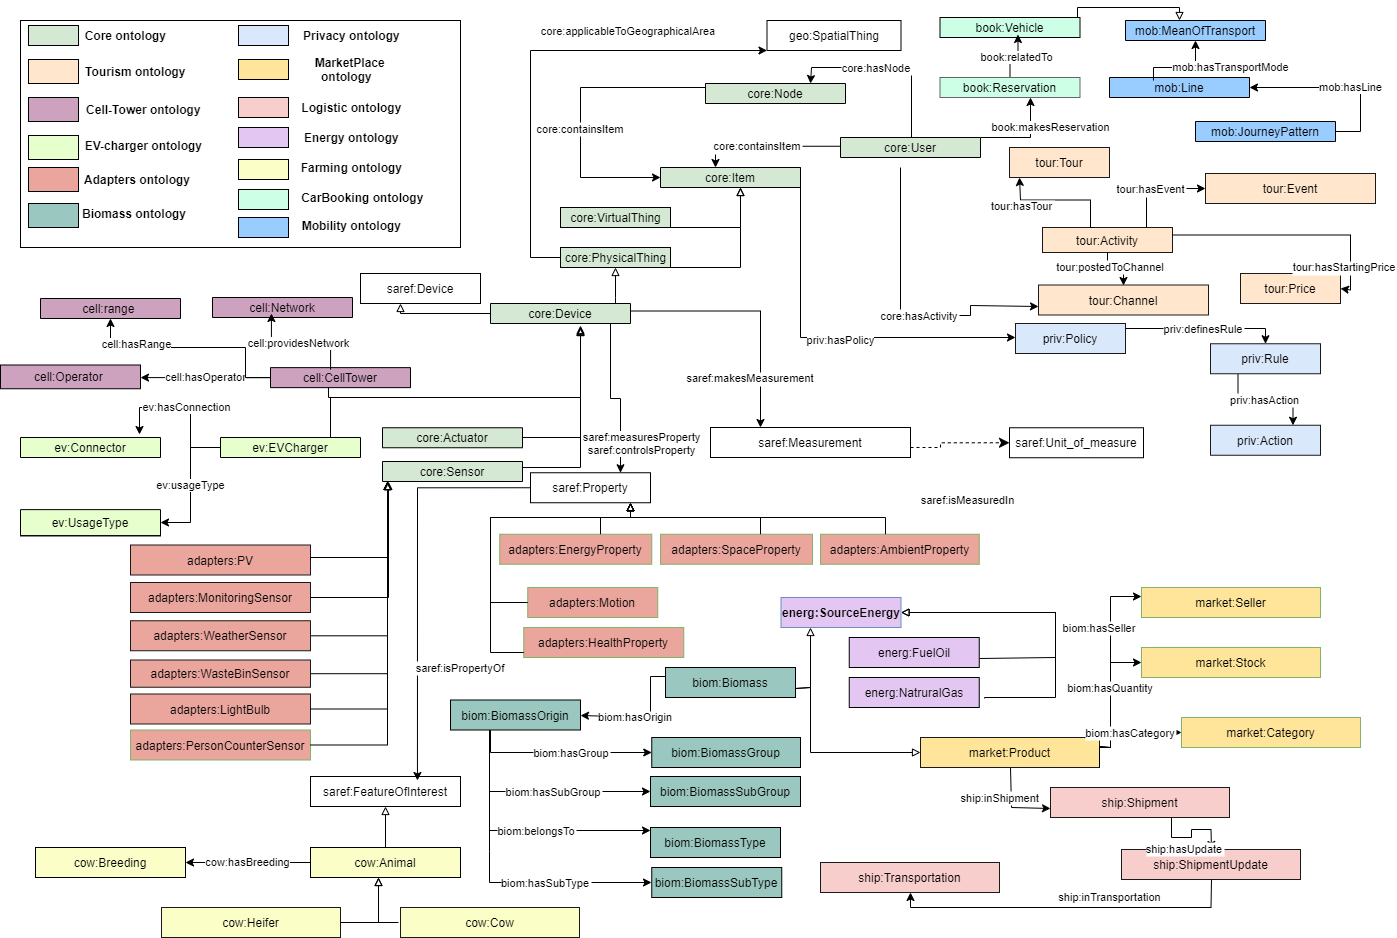 Core ontology
Tourism ontology
Cell-Tower ontology
EV-charger ontology
Adapters ontology
Biomass ontology
Privacy ontology
MarketPlace
ontology
Logistic ontology
Energy ontology
Farming ontology
CarBooking ontology
Mobility ontology
core:applicableToGeographicalArea
geo:SpatialThing
book:Vehicle
mob:MeanOfTransport
book:relatedTo
core:hasNode
mob:hasTransportMode
core:Node
book:Reservation
mob:Line
mob:hasLine
core:containsItem
book:makesReservation
mob:JourneyPattern
core:containsItem
core:User
tour:Tour
core:Item
tour:hasEvent
tour:Event
tour:hasTour
core:VirtualThing
tour:Activity
core:PhysicalThing
tour:postedToChannel
tour:hasStartingPrice
saref:Device
tour:Channel
tour:Price
cell:range
cell:Network
core:Device
core:hasActivity
priv:hasPolicy
priv:Policy
priv:definesRule
priv:Rule
cell:hasRange
cell:providesNetwork
cell:Operator
cell:hasOperator
cell:CellTower
saref:makesMeasurement
priv:hasAction
ev:hasConnection
core:Actuator
saref:measuresProperty
saref:controlsProperty
saref:Measurement
saref:Unit_of_measure
priv:Action
ev:Connector
ev:EVCharger
core:Sensor
ev:usageType
saref:Property
saref:isMeasuredIn
ev:UsageType
adapters:EnergyProperty
adapters:SpaceProperty
adapters:AmbientProperty
adapters:PV
adapters:MonitoringSensor
adapters:Motion
energ:SourceEnergy
market:Seller
biom:hasSeller
adapters:WeatherSensor
adapters:HealthProperty
energ:FuelOil
market:Stock
saref:isPropertyOf
adapters:WasteBinSensor
biom:Biomass
energ:NatruralGas
biom:hasQuantity
adapters:LightBulb
biom:BiomassOrigin
biom:hasOrigin
biom:hasCategory
market:Category
adapters:PersonCounterSensor
biom:hasGroup
biom:BiomassGroup
market:Product
saref:FeatureOfInterest
biom:hasSubGroup
biom:BiomassSubGroup
ship:inShipment
ship:Shipment
biom:belongsTo
biom:BiomassType
ship:hasUpdate
ship:ShipmentUpdate
cow:Breeding
cow:hasBreeding
cow:Animal
biom:hasSubType
biom:BiomassSubType
ship:Transportation
ship:inTransportation
cow:Heifer
cow:Cow